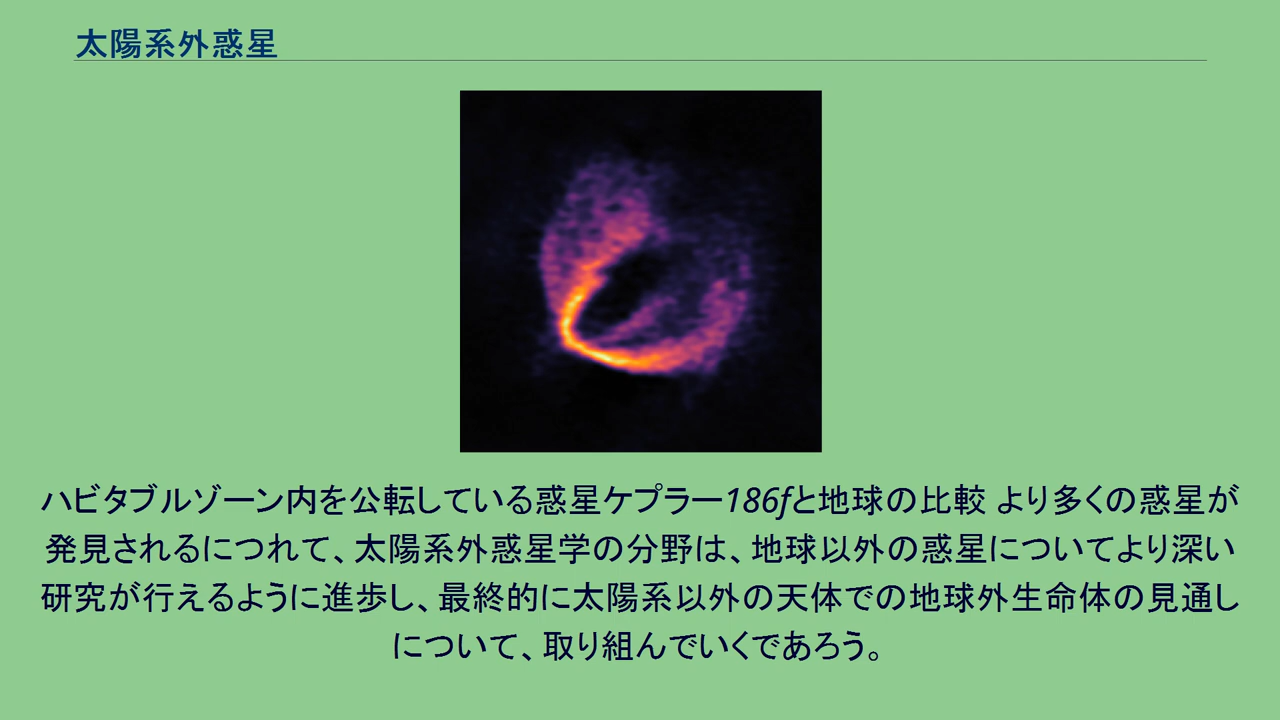 太陽系外惑星
ハビタブルゾーン内を公転している惑星ケプラー186fと地球の比較 より多くの惑星が
発見されるにつれて、太陽系外惑星学の分野は、地球以外の惑星についてより深い
研究が行えるように進歩し、最終的に太陽系以外の天体での地球外生命体の見通し
について、取り組んでいくであろう。